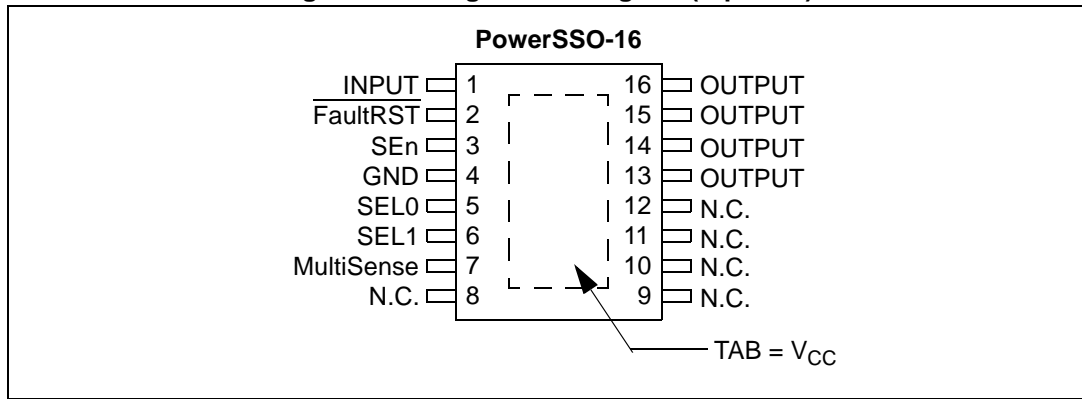 PowerSSO-16
INPUT 1 16 OUTPUT
FaultRST 2 15 OUTPUT
SEn 3 14 OUTPUT
GND 4 13 OUTPUT
SEL0 5 12 N.C.
SEL1 6 11 N.C.
MultiSense 7 10 N.C.
N.C. 8 9 N.C.
TAB = VCC